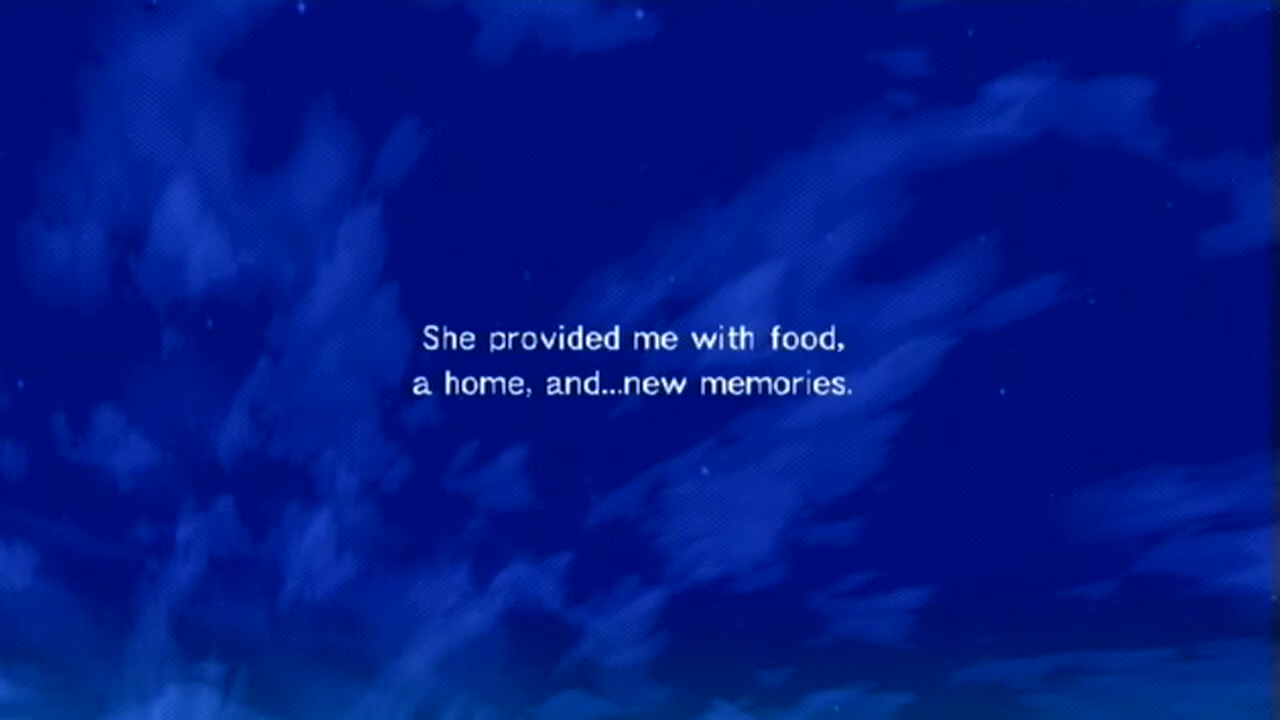 She provided me with food,
a home, and...new memories.